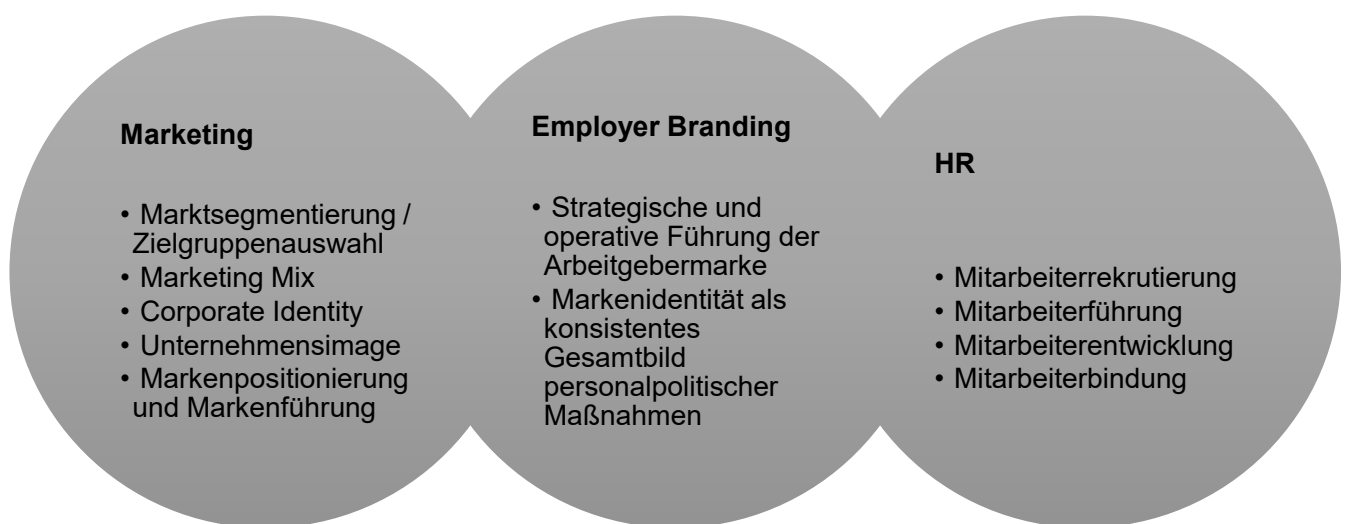 Marketing
• Marktsegmentierung /
Zielgruppenauswahl
• Marketing Mix
• Corporate Identity
• Unternehmensimage
• Markenpositionierung
und Markenführung
Employer Branding
• Strategische und
operative Führung der
Arbeitgebermarke
• Markenidentität als
konsistentes
Gesamtbild
personalpolitischer
Maßnahmen
HR
• Mitarbeiterrekrutierung
• Mitarbeiterführung
• Mitarbeiterentwicklung
• Mitarbeiterbindung